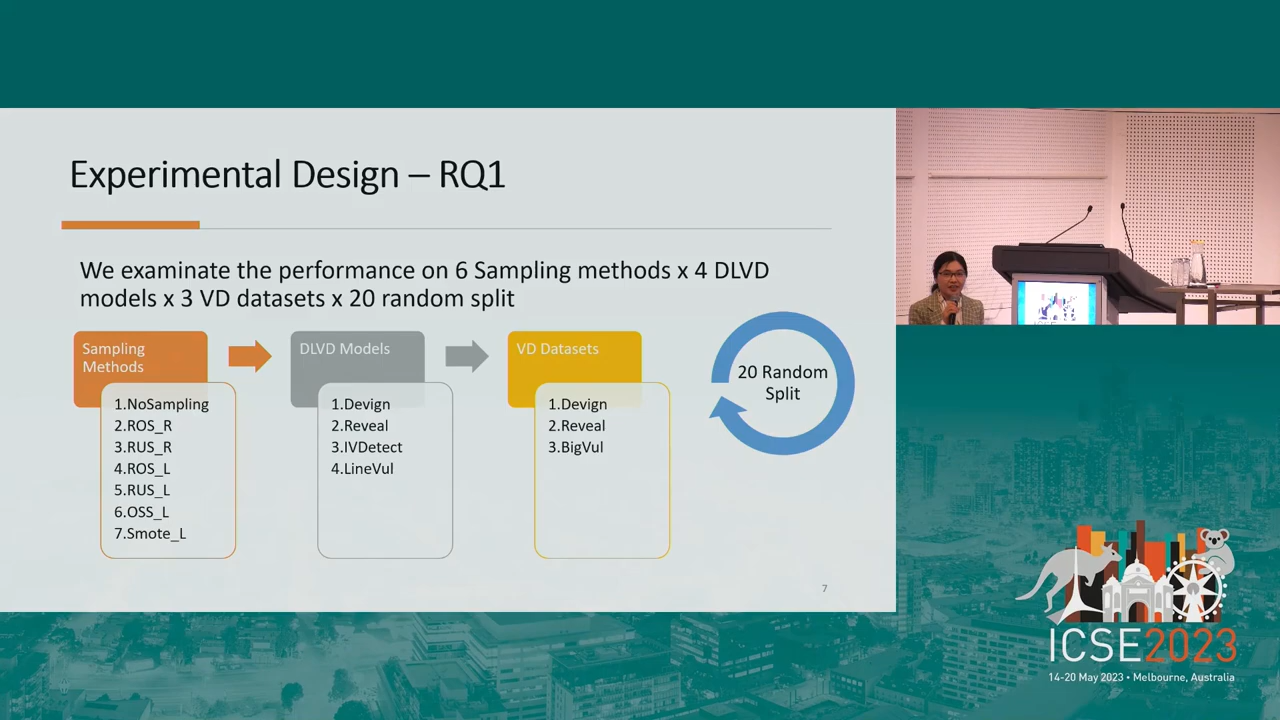 Experimental Design – RQ1
We examinate the performance on 6 Sampling methods x 4 DLVD
models x 3 VD datasets x 20 random split
Sampling
Methods
1.NoSampling
2.ROS_R
3.RUS_R
4.ROS_L
5.RUS_L
6.OSS_L
7.Smote_L
DLVD Models
1.Devign
2.Reveal
3.IVDetect
4.LineVul
VD Datasets
1.Devign
2.Reveal
3.BigVul
20 Random
Split
7
ICSE
ICSE2023
14-20 May 2023 • Melbourne, Australia